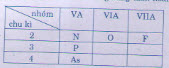 nhóm VA VIA VIIA
chu kì
2 N O F
3 P
4 As